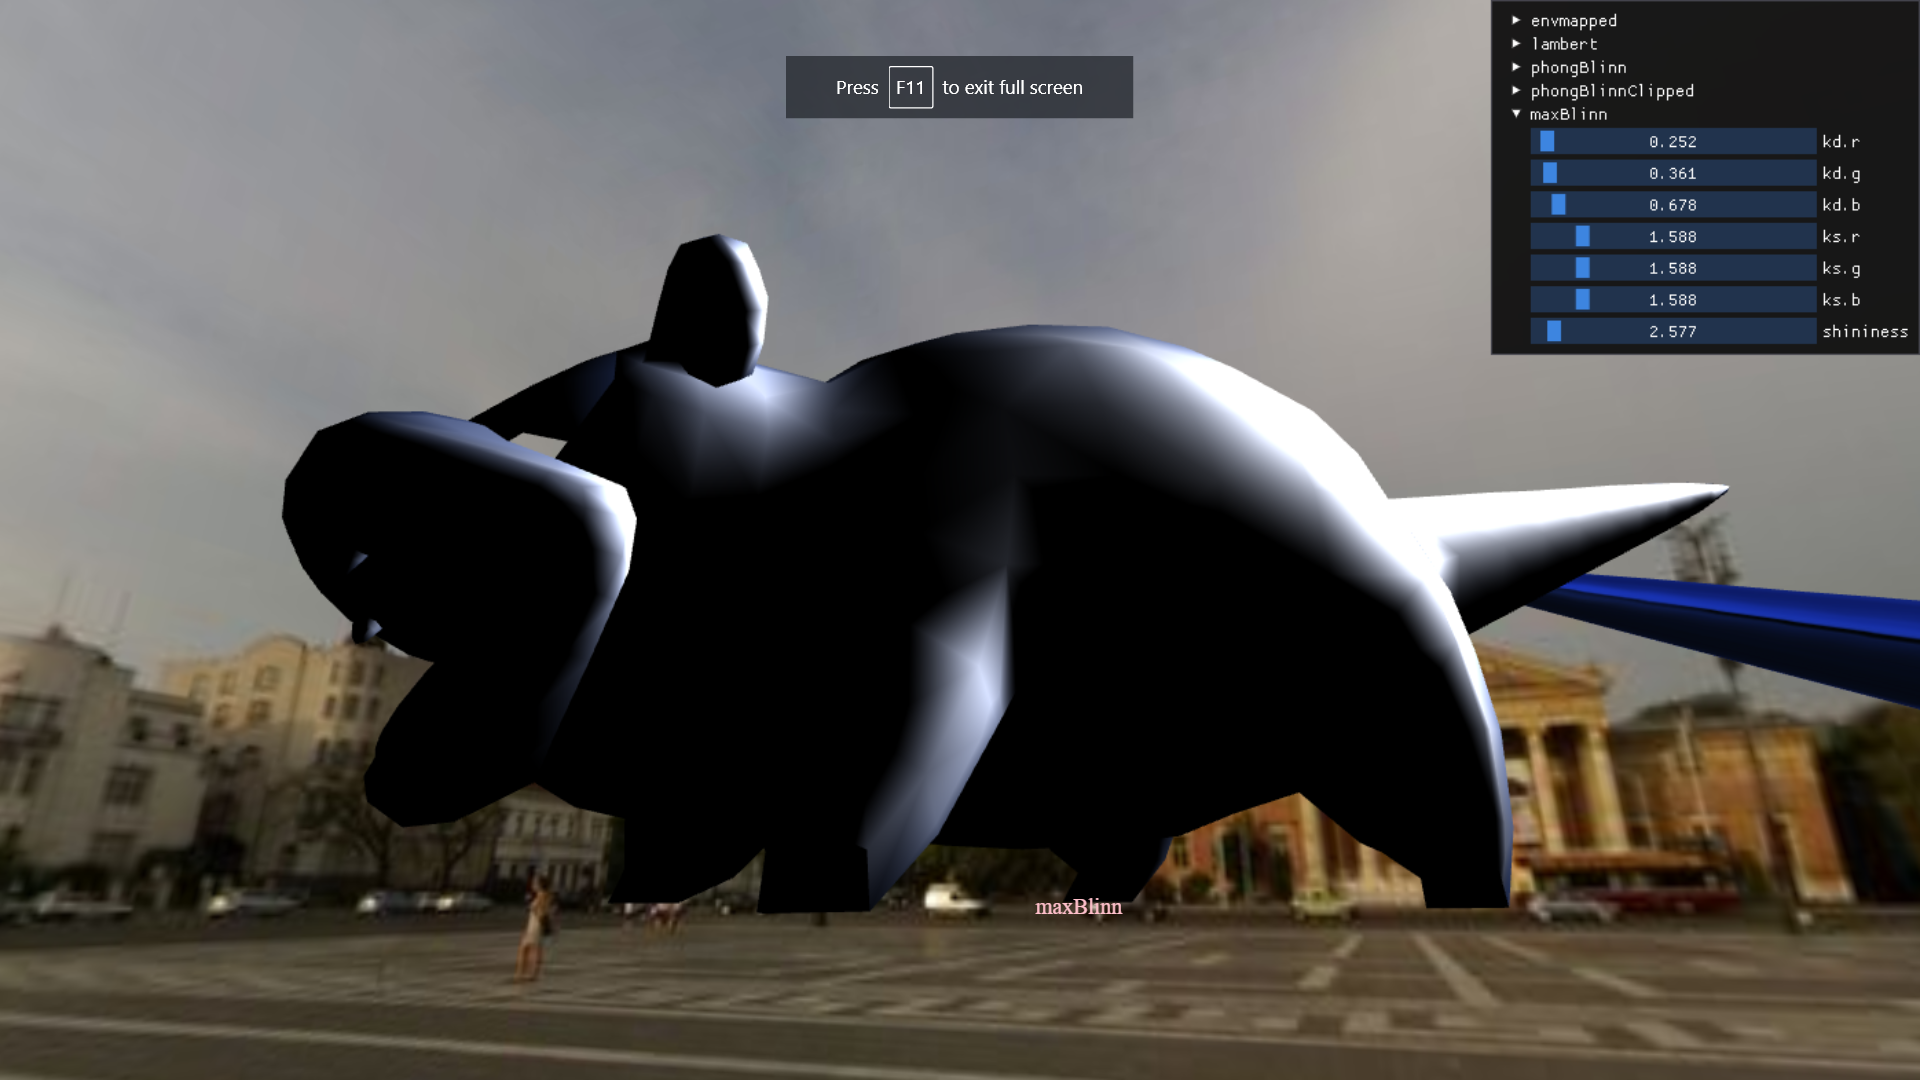 Press F11 to exit full screen
envmapped
lambert
phongBlinn
phongBlinnClipped
maxBlinn
0.252 kd.r
0.361 kd.g
0.678 kd.b
1.588 ks.r
1.588 ks.g
1.588 ks.b
2.577 shininess
maxBlinn